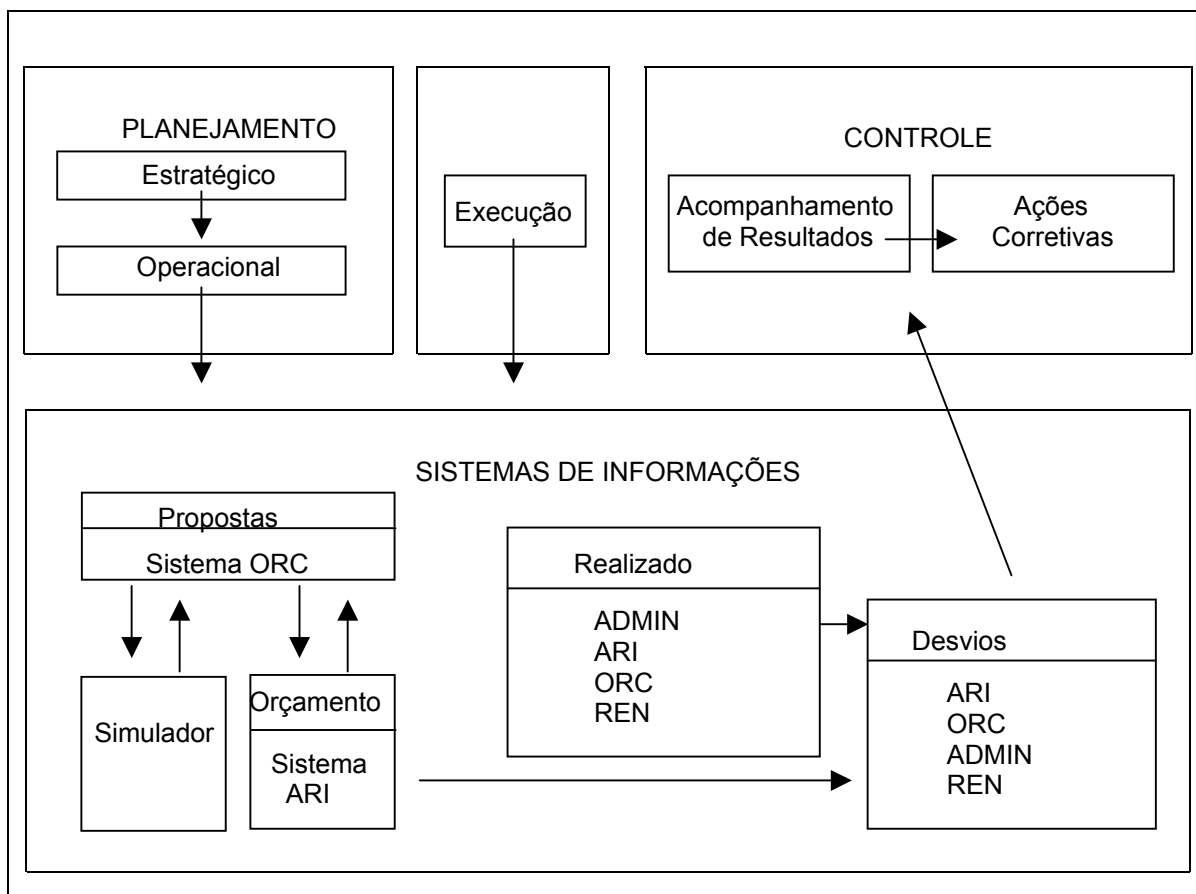 PLANEJAMENTO
Estratégico
Operacional
Execução
CONTROLE
Acompanhamento
de Resultados
Ações
Corretivas
SISTEMAS DE INFORMAÇÕES
Propostas
Sistema ORC
Simulador
Orçamento
Sistema
ARI
Realizado
ADMIN
ARI
ORC
REN
Desvios
ARI
ORC
ADMIN
REN